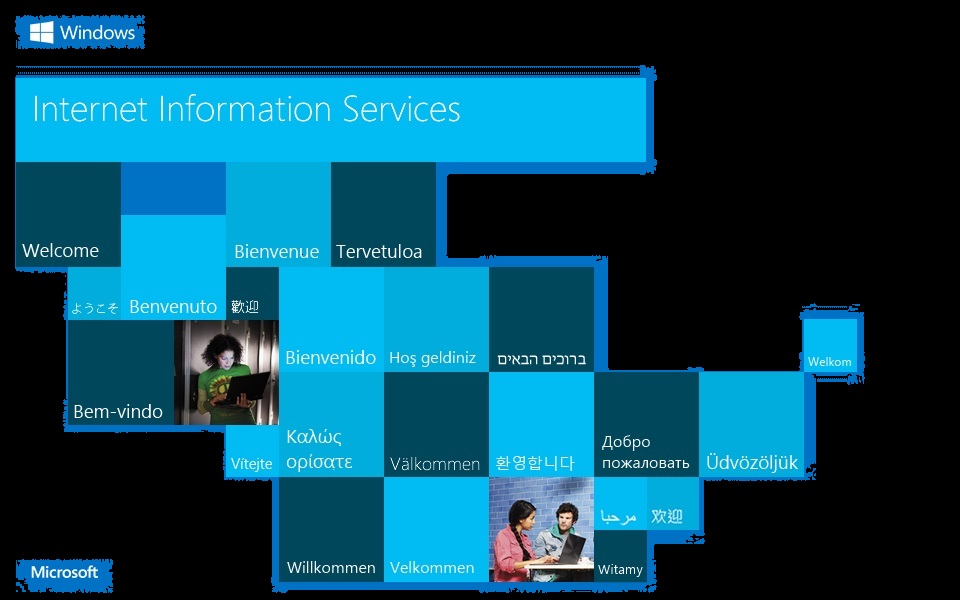 Windows
Internet Information Services
Welcome
Bienvenue
Tervetuloa
ようこそ
Benvenuto
歡迎
Bienvenido
Hoş geldiniz
ברוכים הבאים
Welkom
Bem-vindo
Vítejte
Καλώς
ορίσατε
Välkommen
환영합니다
Добро
пожаловать
Üdvözöljük
مرحبا
欢迎
Willkommen
Velkommen
Witamy
Microsoft